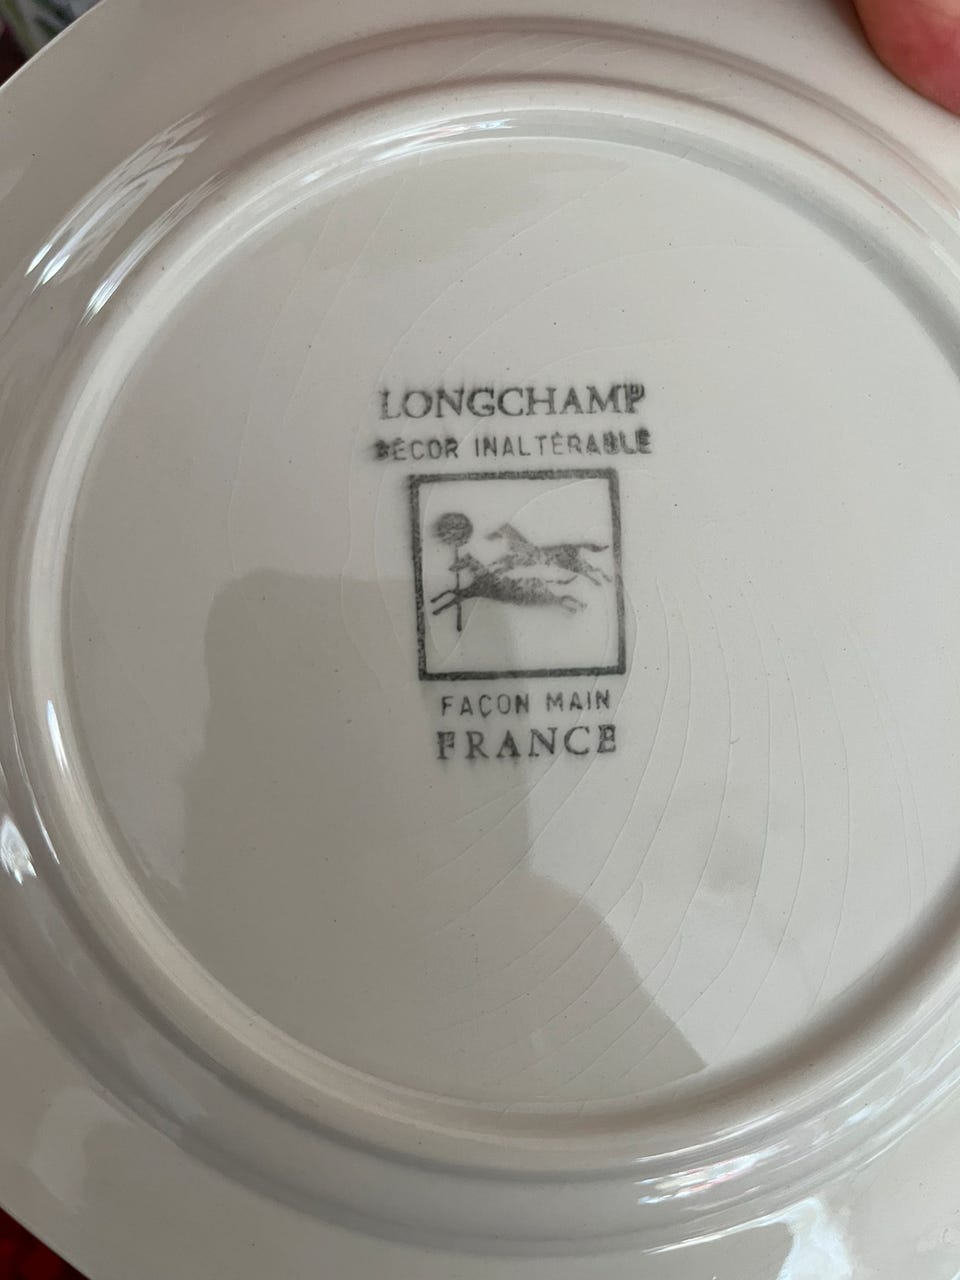 LONGCHAMP
DÉCOR INALTÉRABLE
FAÇON MAIN
FRANCE